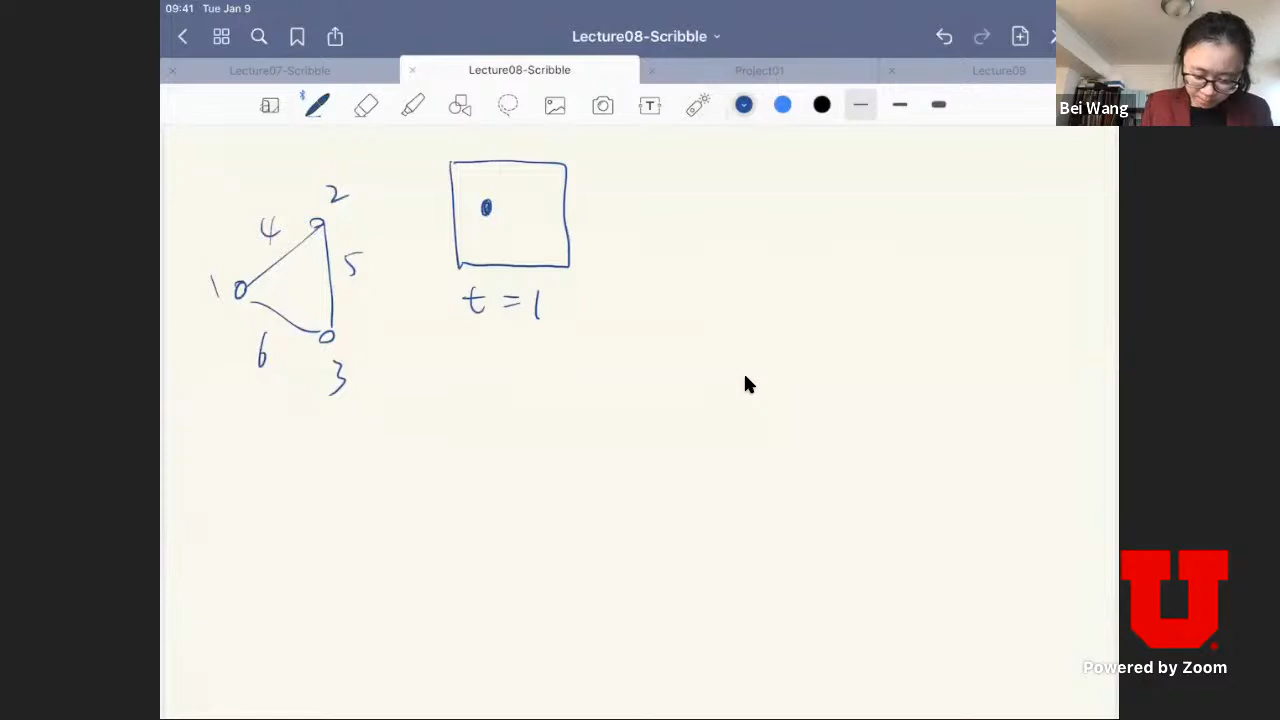 09:41 Tue Jan 9
Lecture08-Scribble
Lecture07-Scribble
Lecture08-Scribble
Project01
Lecture09
T
Bei Wang
2
4
5
1
6
3
t = 1
U
Powered by Zoom